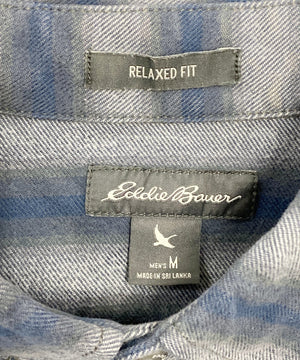 RELAXED FIT
Eddie Bauer
MEN'S M
MADE IN SRI LANKA